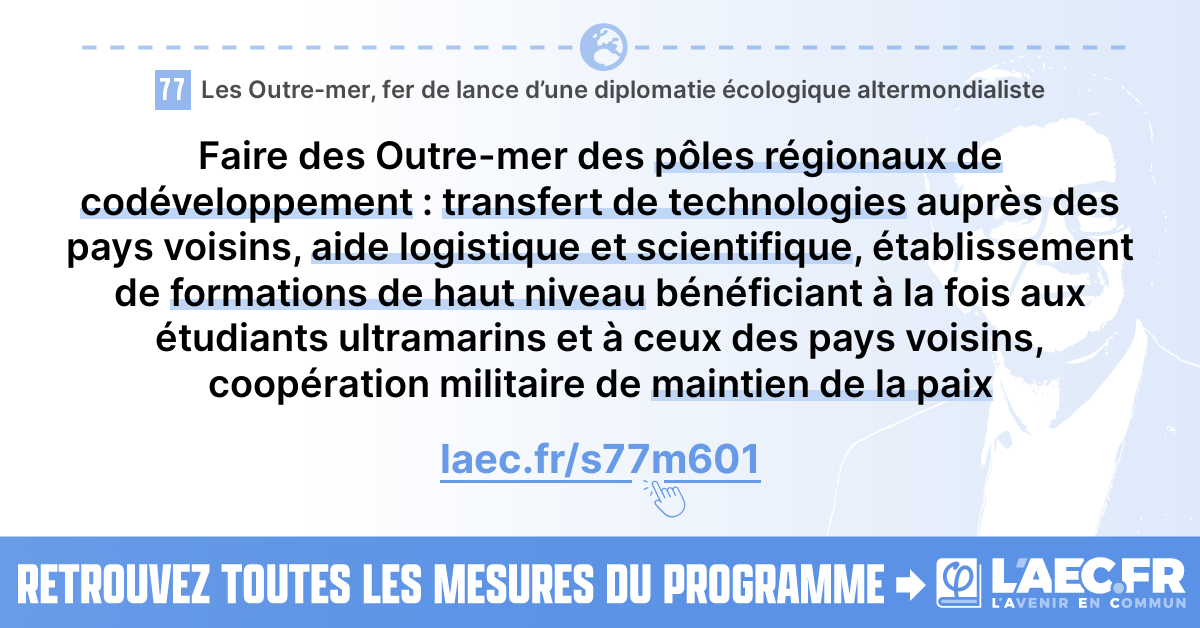 77 Les Outre-mer, fer de lance d’une diplomatie écologique altermondialiste
Faire des Outre-mer des pôles régionaux de
codéveloppement : transfert de technologies auprès des
pays voisins, aide logistique et scientifique, établissement
de formations de haut niveau bénéficiant à la fois aux
étudiants ultramarins et à ceux des pays voisins,
coopération militaire de maintien de la paix
laec.fr/s77m601
RETROUVEZ TOUTES LES MESURES DU PROGRAMME
φ L'AEC.FR
L'AVENIR EN COMMUN